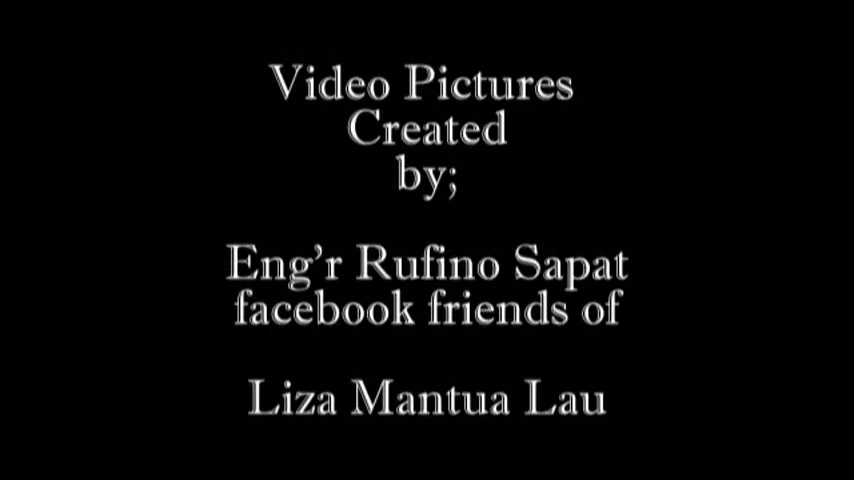 Video Pictures
Created
by;
Eng'r Rufino Sapat
facebook friends of
Liza Mantua Lau